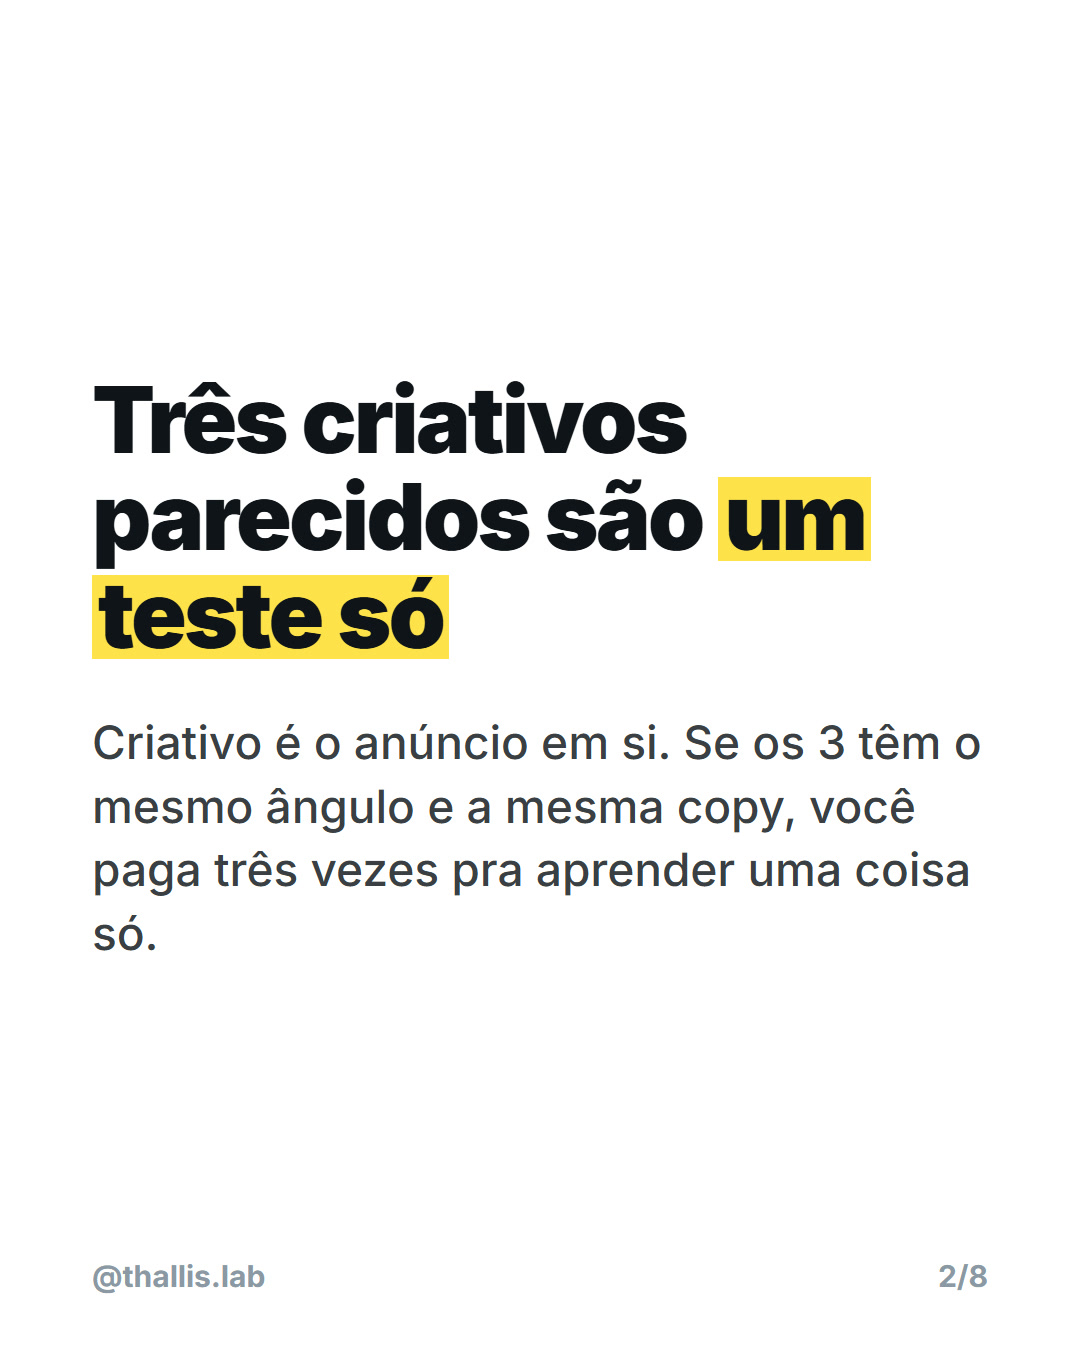 Três criativos
parecidos são um
teste só
Criativo é o anúncio em si. Se os 3 têm o
mesmo ângulo e a mesma copy, você
paga três vezes pra aprender uma coisa
só.
@thallis.lab
2/8